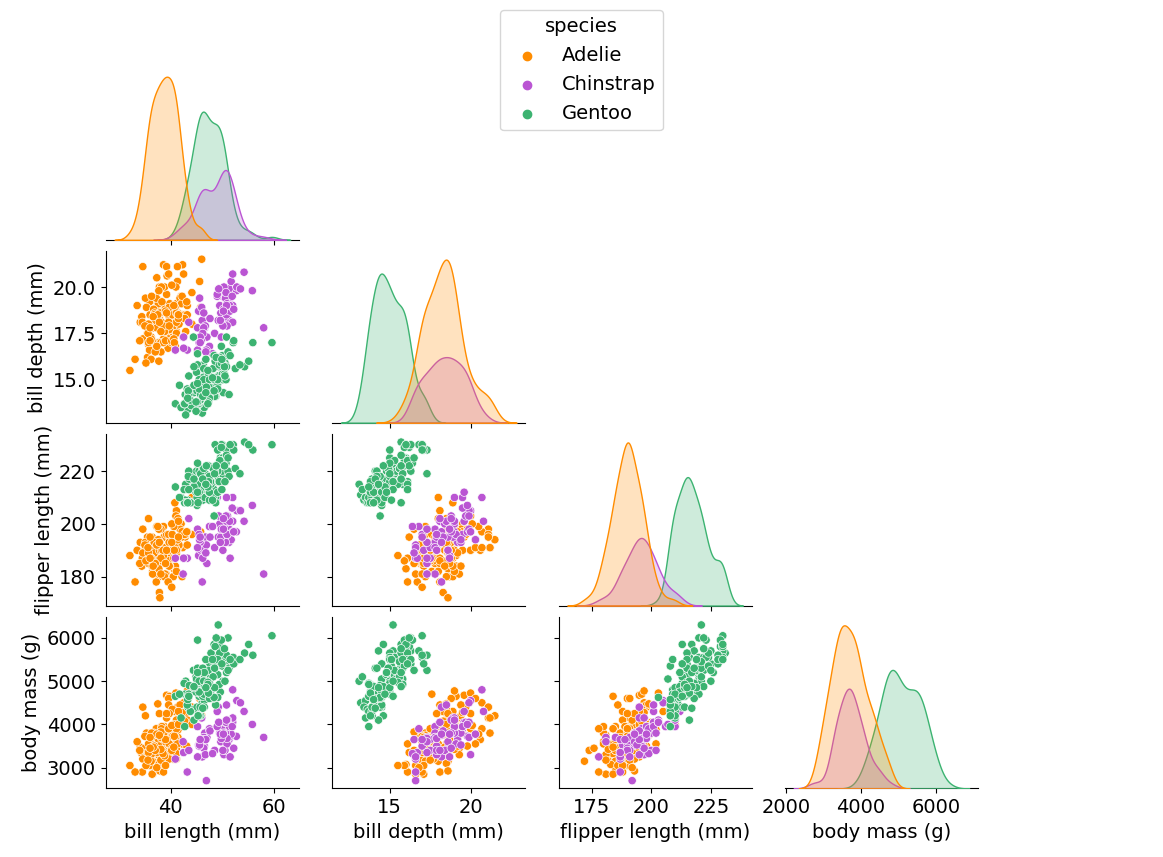 species
Adelie
Chinstrap
Gentoo
bill depth (mm)
20.0
17.5
15.0
flipper length (mm)
220
200
180
body mass (g)
6000
5000
4000
3000
40
60
15
20
175
200
225
2000
4000
6000
bill length (mm)
bill depth (mm)
flipper length (mm)
body mass (g)